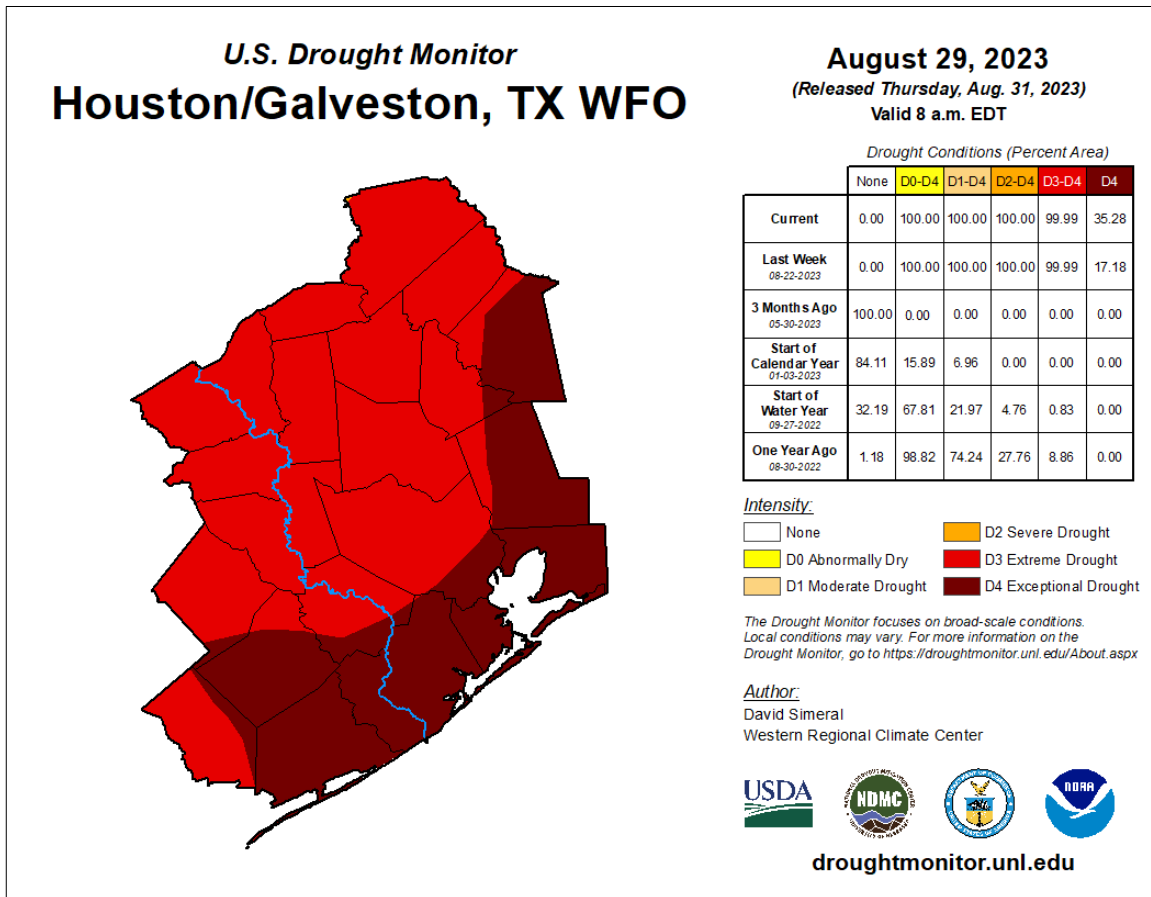 U.S. Drought Monitor
Houston/Galveston, TX WFO
August 29, 2023
(Released Thursday, Aug. 31, 2023)
Valid 8 a.m. EDT
Drought Conditions (Percent Area)
None D0-D4 D1-D4 D2-D4 D3-D4 D4
Current 0.00 100.00 100.00 100.00 99.99 35.28
Last Week
08-22-2023 0.00 100.00 100.00 100.00 99.99 17.18
3 Months Ago
05-30-2023 100.00 0.00 0.00 0.00 0.00 0.00
Start of
Calendar Year
01-03-2023 84.11 15.89 6.96 0.00 0.00 0.00
Start of
Water Year
09-27-2022 32.19 67.81 21.97 4.76 0.83 0.00
One Year Ago
08-30-2022 1.18 98.82 74.24 27.76 8.86 0.00
Intensity:
None
D0 Abnormally Dry
D1 Moderate Drought
D2 Severe Drought
D3 Extreme Drought
D4 Exceptional Drought
The Drought Monitor focuses on broad-scale conditions.
Local conditions may vary. For more information on the
Drought Monitor, go to https://droughtmonitor.unl.edu/About.aspx
Author:
David Simeral
Western Regional Climate Center
USDA
NDMC
NOAA
droughtmonitor.unl.edu